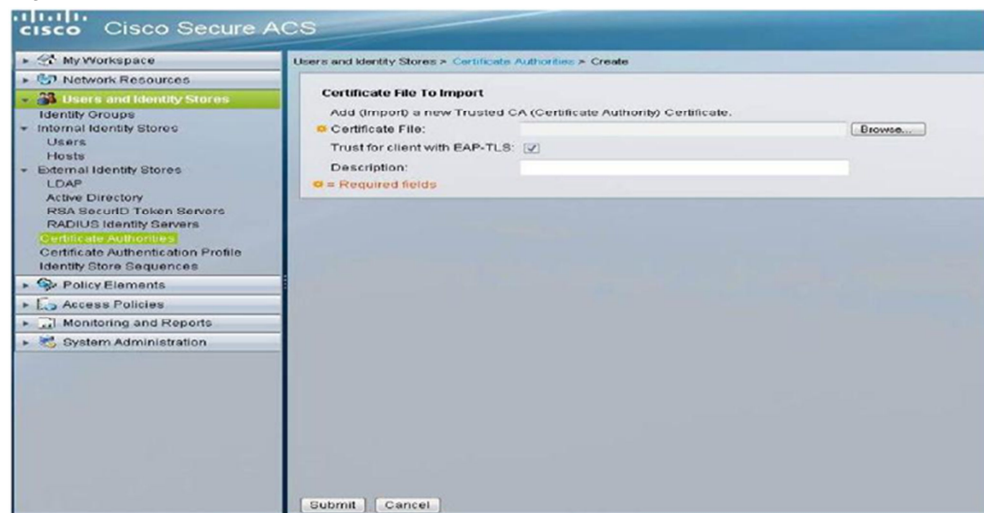 cisco Cisco Secure ACS
My Workspace
Network Resources
Users and Identity Stores
Identity Groups
Internal Identity Stores
Users
Hosts
External Identity Stores
LDAP
Active Directory
RSA SecurID Token Servers
RADIUS Identity Servers
Certificate Authorities
Certificate Authentication Profile
Identity Store Sequences
Policy Elements
Access Policies
Monitoring and Reports
System Administration
Users and Identity Stores > Certificate Authorities > Create
Certificate File To Import
Add (Import) a new Trusted CA (Certificate Authority) Certificate.
Certificate File: Browse...
Trust for client with EAP-TLS:
Description:
= Required fields
Submit Cancel